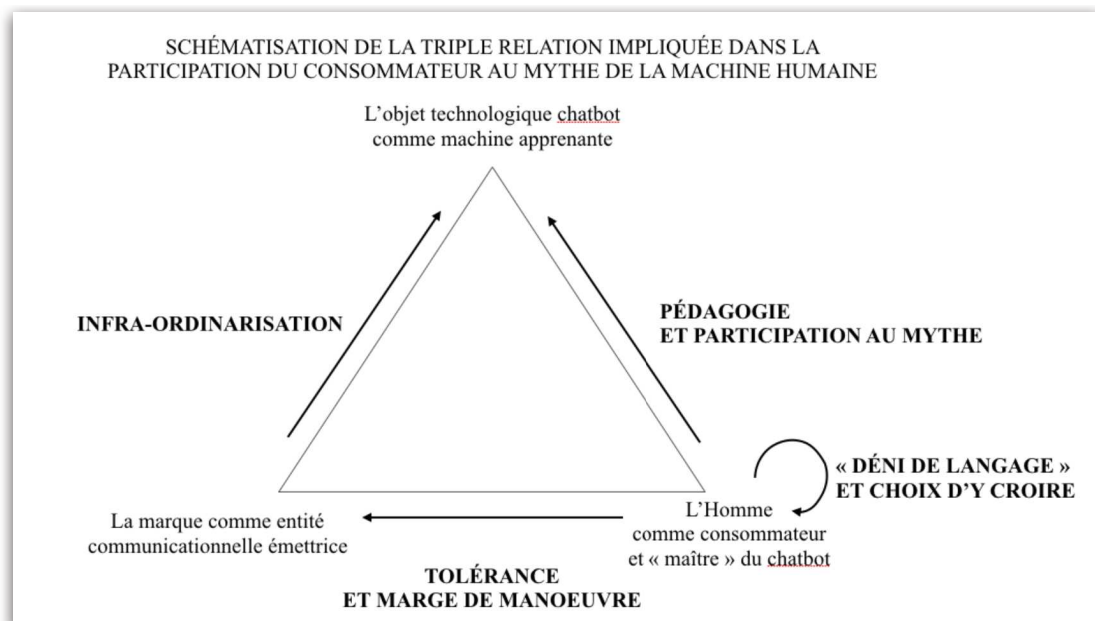 SCHÉMATISATION DE LA TRIPLE RELATION IMPLIQUÉE DANS LA
PARTICIPATION DU CONSOMMATEUR AU MYTHE DE LA MACHINE HUMAINE
L'objet technologique chatbot
comme machine apprenante
INFRA-ORDINARISATION
PÉDAGOGIE
ET PARTICIPATION AU MYTHE
« DÉNI DE LANGAGE »
ET CHOIX D'Y CROIRE
La marque comme entité
communicationnelle émettrice
L'Homme
comme consommateur
et « maître » du chatbot
TOLÉRANCE
ET MARGE DE MANOEUVRE